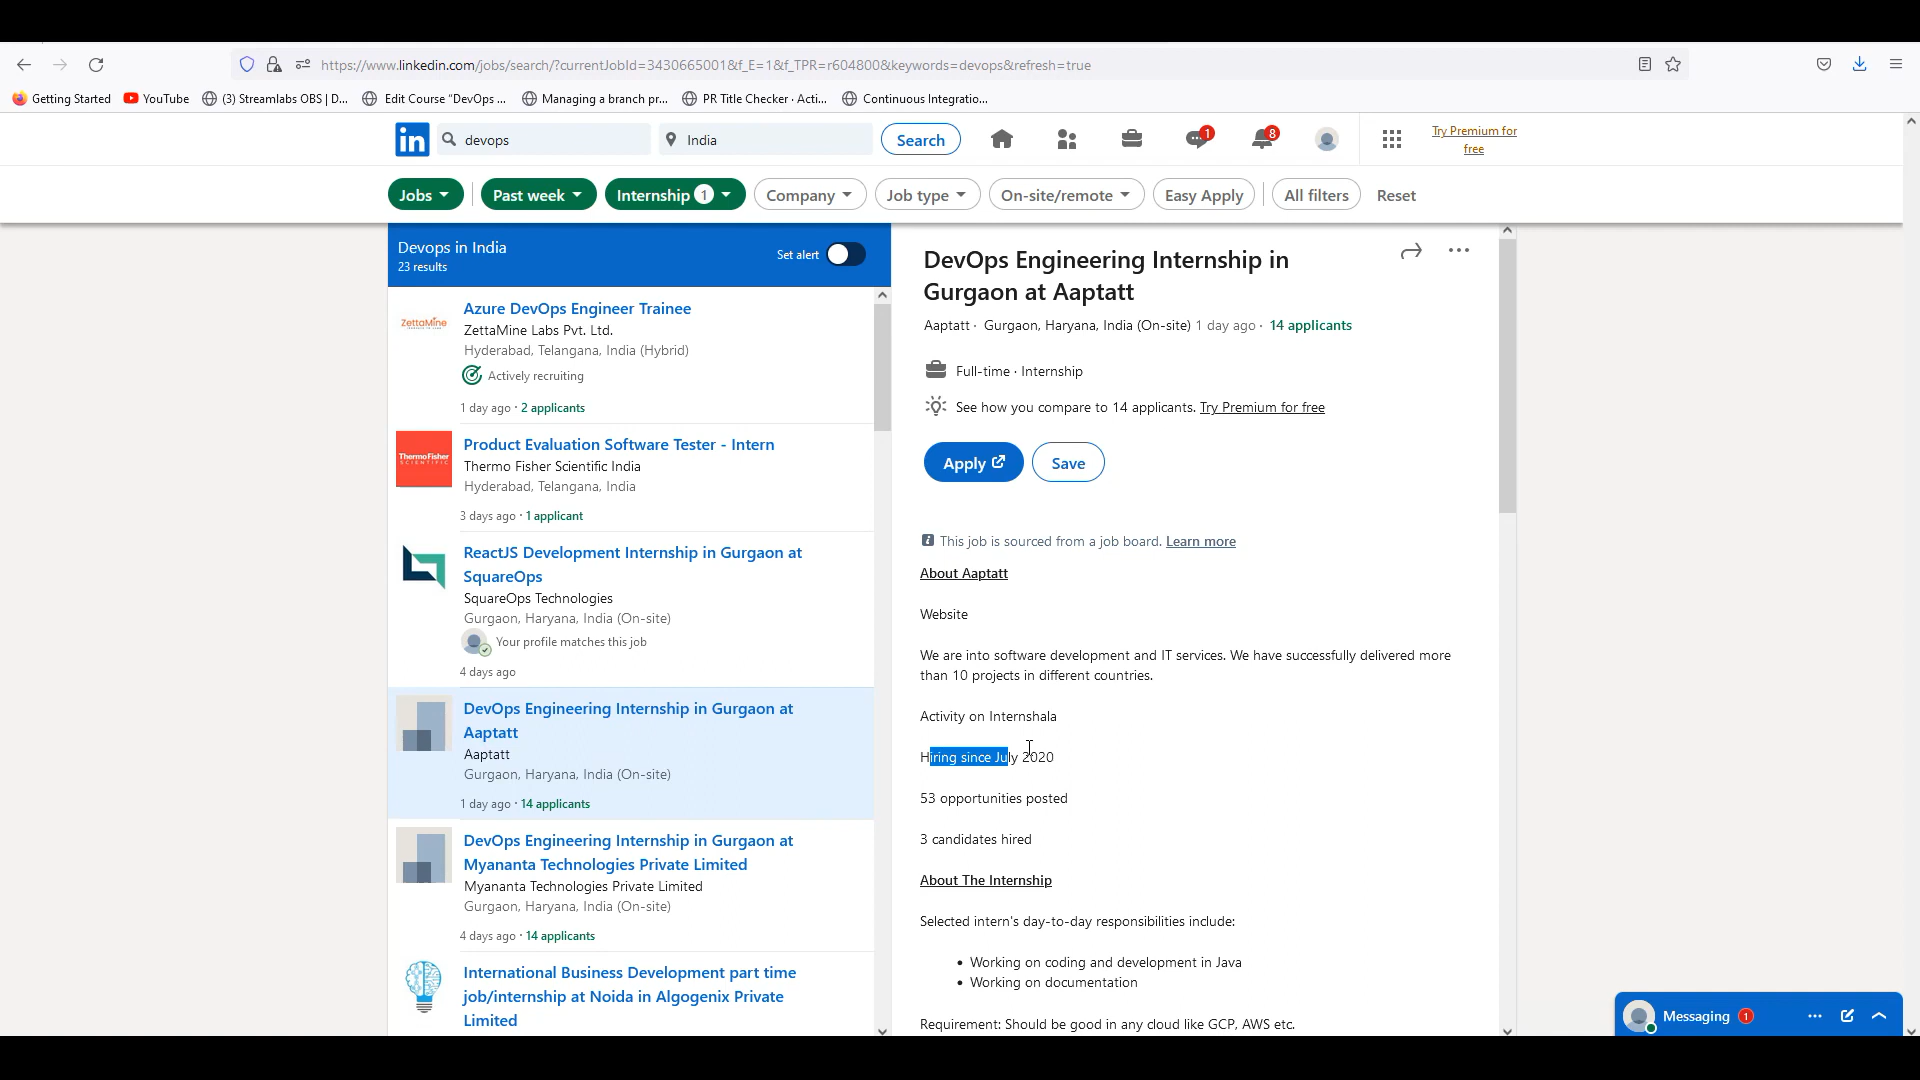 https://www.linkedin.com/jobs/search/?currentJobId=3430665001&f_E=1&f_TPR=r604800&keywords=devops&refresh=true
Getting Started
YouTube
(3) Streamlabs OBS | D...
Edit Course "DevOps ...
Managing a branch pr...
PR Title Checker · Acti...
Continuous Integratio...
in
devops
India
Search
1
8
Try Premium for
free
Jobs
Past week
Internship 1
Company
Job type
On-site/remote
Easy Apply
All filters
Reset
Devops in India
23 results
Set alert
ZettaMine
Azure DevOps Engineer Trainee
ZettaMine Labs Pvt. Ltd.
Hyderabad, Telangana, India (Hybrid)
Actively recruiting
1 day ago · 2 applicants
ThermoFisher
SCIENTIFIC
Product Evaluation Software Tester - Intern
Thermo Fisher Scientific India
Hyderabad, Telangana, India
3 days ago · 1 applicant
ReactJS Development Internship in Gurgaon at
SquareOps
SquareOps Technologies
Gurgaon, Haryana, India (On-site)
Your profile matches this job
4 days ago
DevOps Engineering Internship in Gurgaon at
Aaptatt
Aaptatt
Gurgaon, Haryana, India (On-site)
1 day ago · 14 applicants
DevOps Engineering Internship in Gurgaon at
Myananta Technologies Private Limited
Myananta Technologies Private Limited
Gurgaon, Haryana, India (On-site)
4 days ago · 14 applicants
International Business Development part time
job/internship at Noida in Algogenix Private
Limited
DevOps Engineering Internship in
Gurgaon at Aaptatt
Aaptatt · Gurgaon, Haryana, India (On-site) 1 day ago · 14 applicants
Full-time · Internship
See how you compare to 14 applicants. Try Premium for free
Apply
Save
This job is sourced from a job board. Learn more
About Aaptatt
Website
We are into software development and IT services. We have successfully delivered more
than 10 projects in different countries.
Activity on Internshala
Hiring since July 2020
53 opportunities posted
3 candidates hired
About The Internship
Selected intern's day-to-day responsibilities include:
• Working on coding and development in Java
• Working on documentation
Requirement: Should be good in any cloud like GCP, AWS etc.
Messaging 1